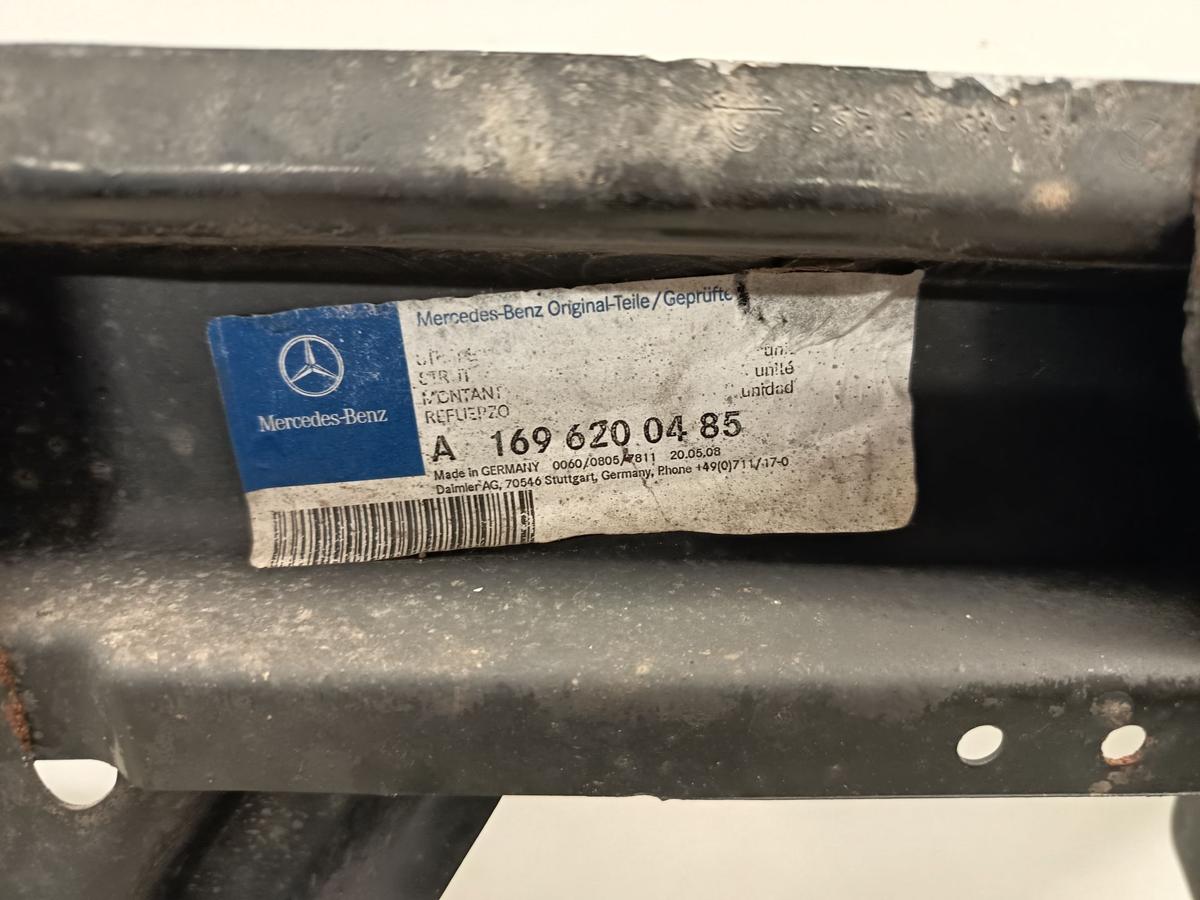 Mercedes-Benz
Mercedes-Benz Original-Teile/Geprüfte
MONTANT
unité
REFUERZO
unidad
A 169 620 04 85
Made in GERMANY 0060/0805/7811 20.05.08
Daimler AG, 70546 Stuttgart, Germany, Phone +49(0)711/17-0